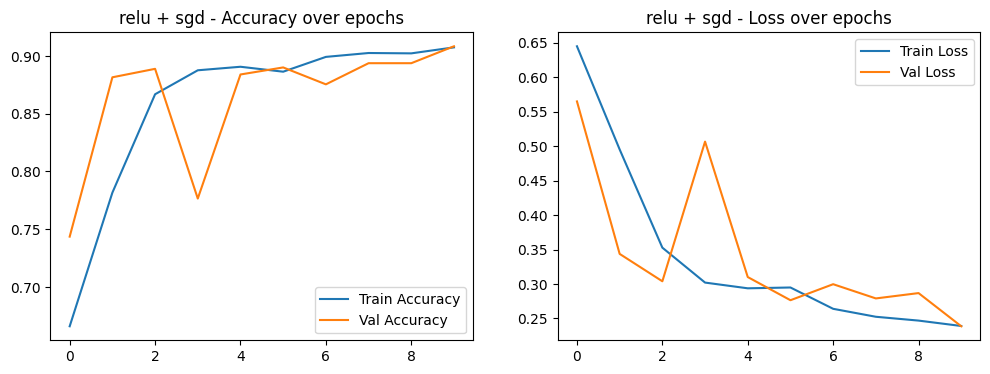 relu + sgd - Accuracy over epochs
0.90
0.85
0.80
0.75
0.70
0 2 4 6 8
Train Accuracy
Val Accuracy
relu + sgd - Loss over epochs
0.65
0.60
0.55
0.50
0.45
0.40
0.35
0.30
0.25
0 2 4 6 8
Train Loss
Val Loss